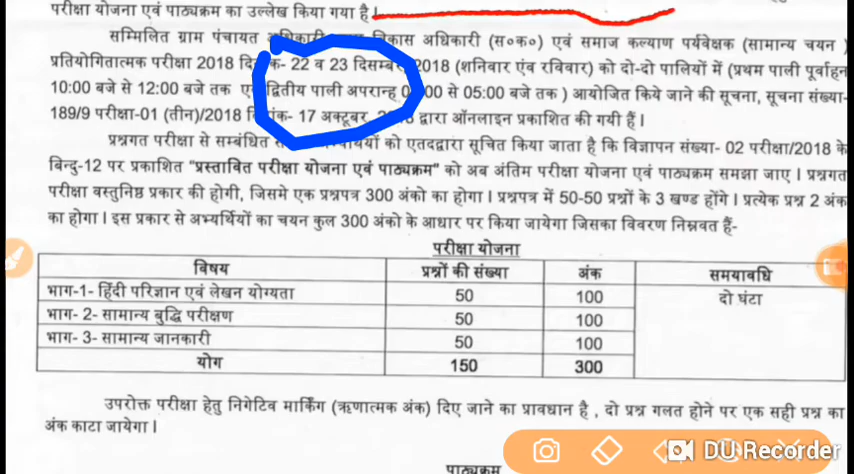 परीक्षा योजना एवं पाठ्यक्रम का उल्लेख किया गया है।
सम्मिलित ग्राम पंचायत अधिकारी विकास अधिकारी (स०क०) एवं समाज कल्याण पर्यवेक्षक (सामान्य चयन )
प्रतियोगितात्मक परीक्षा 2018 22 व 23 दिसम्बर 2018 (शनिवार एंव रविवार) को दो-दो पालियों में (प्रथम पाली पूर्वाहन
10:00 बजे से 12:00 बजे तक द्वितीय पाली अपरान्ह से 05:00 बजे तक ) आयोजित किये जाने की सूचना, सूचना संख्या-
189/9 परीक्षा-01 (तीन)/2018 17 अक्टूबर, द्वारा ऑनलाइन प्रकाशित की गयी हैं।
प्रश्नगत परीक्षा से सम्बंधित को एतदद्वारा सूचित किया जाता है कि विज्ञापन संख्या- 02 परीक्षा/2018 के
बिन्दु-12 पर प्रकाशित "प्रस्तावित परीक्षा योजना एवं पाठ्यक्रम" को अब अंतिम परीक्षा योजना एवं पाठ्यक्रम समझा जाए। प्रश्नगत
परीक्षा वस्तुनिष्ठ प्रकार की होगी, जिसमे एक प्रश्नपत्र 300 अंको का होगा। प्रश्नपत्र में 50-50 प्रश्नों के 3 खण्ड होंगे। प्रत्येक प्रश्न 2 अंक
का होगा। इस प्रकार से अभ्यर्थियों का चयन कुल 300 अंको के आधार पर किया जायेगा जिसका विवरण निम्नवत हैं-
परीक्षा योजना
विषय प्रश्नों की संख्या अंक समयावधि
भाग-1- हिंदी परिज्ञान एवं लेखन योग्यता 50 100 दो घंटा
भाग- 2- सामान्य बुद्धि परीक्षण 50 100
भाग- 3- सामान्य जानकारी 50 100
योग 150 300
उपरोक्त परीक्षा हेतु निगेटिव मार्किंग (ऋणात्मक अंक) दिए जाने का प्रावधान है , दो प्रश्न गलत होने पर एक सही प्रश्न का
अंक काटा जायेगा।
पाठ्यक्रम
DU Recorder